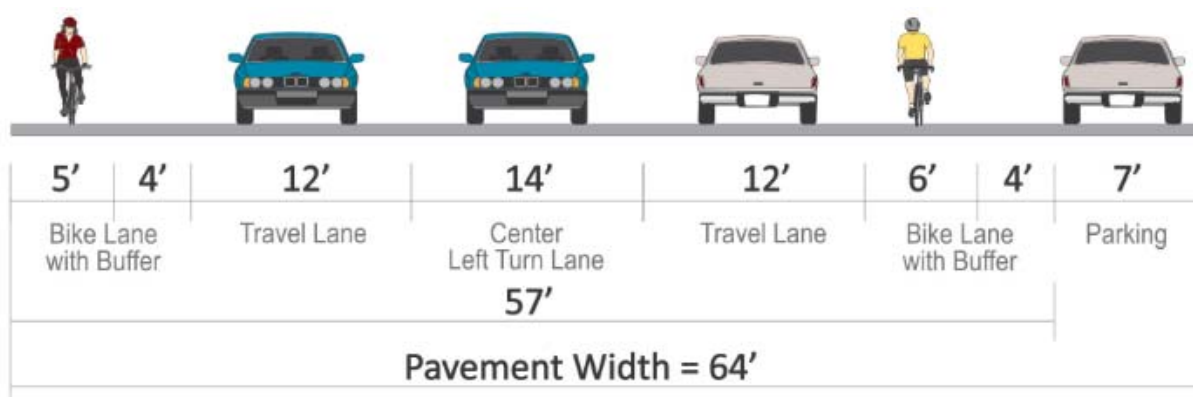 5’ 4’ 12’ 14’ 12’ 6’ 4’ 7’
Bike Lane
with Buffer
Travel Lane
Center
Left Turn Lane
Travel Lane
Bike Lane
with Buffer
Parking
57’
Pavement Width = 64’